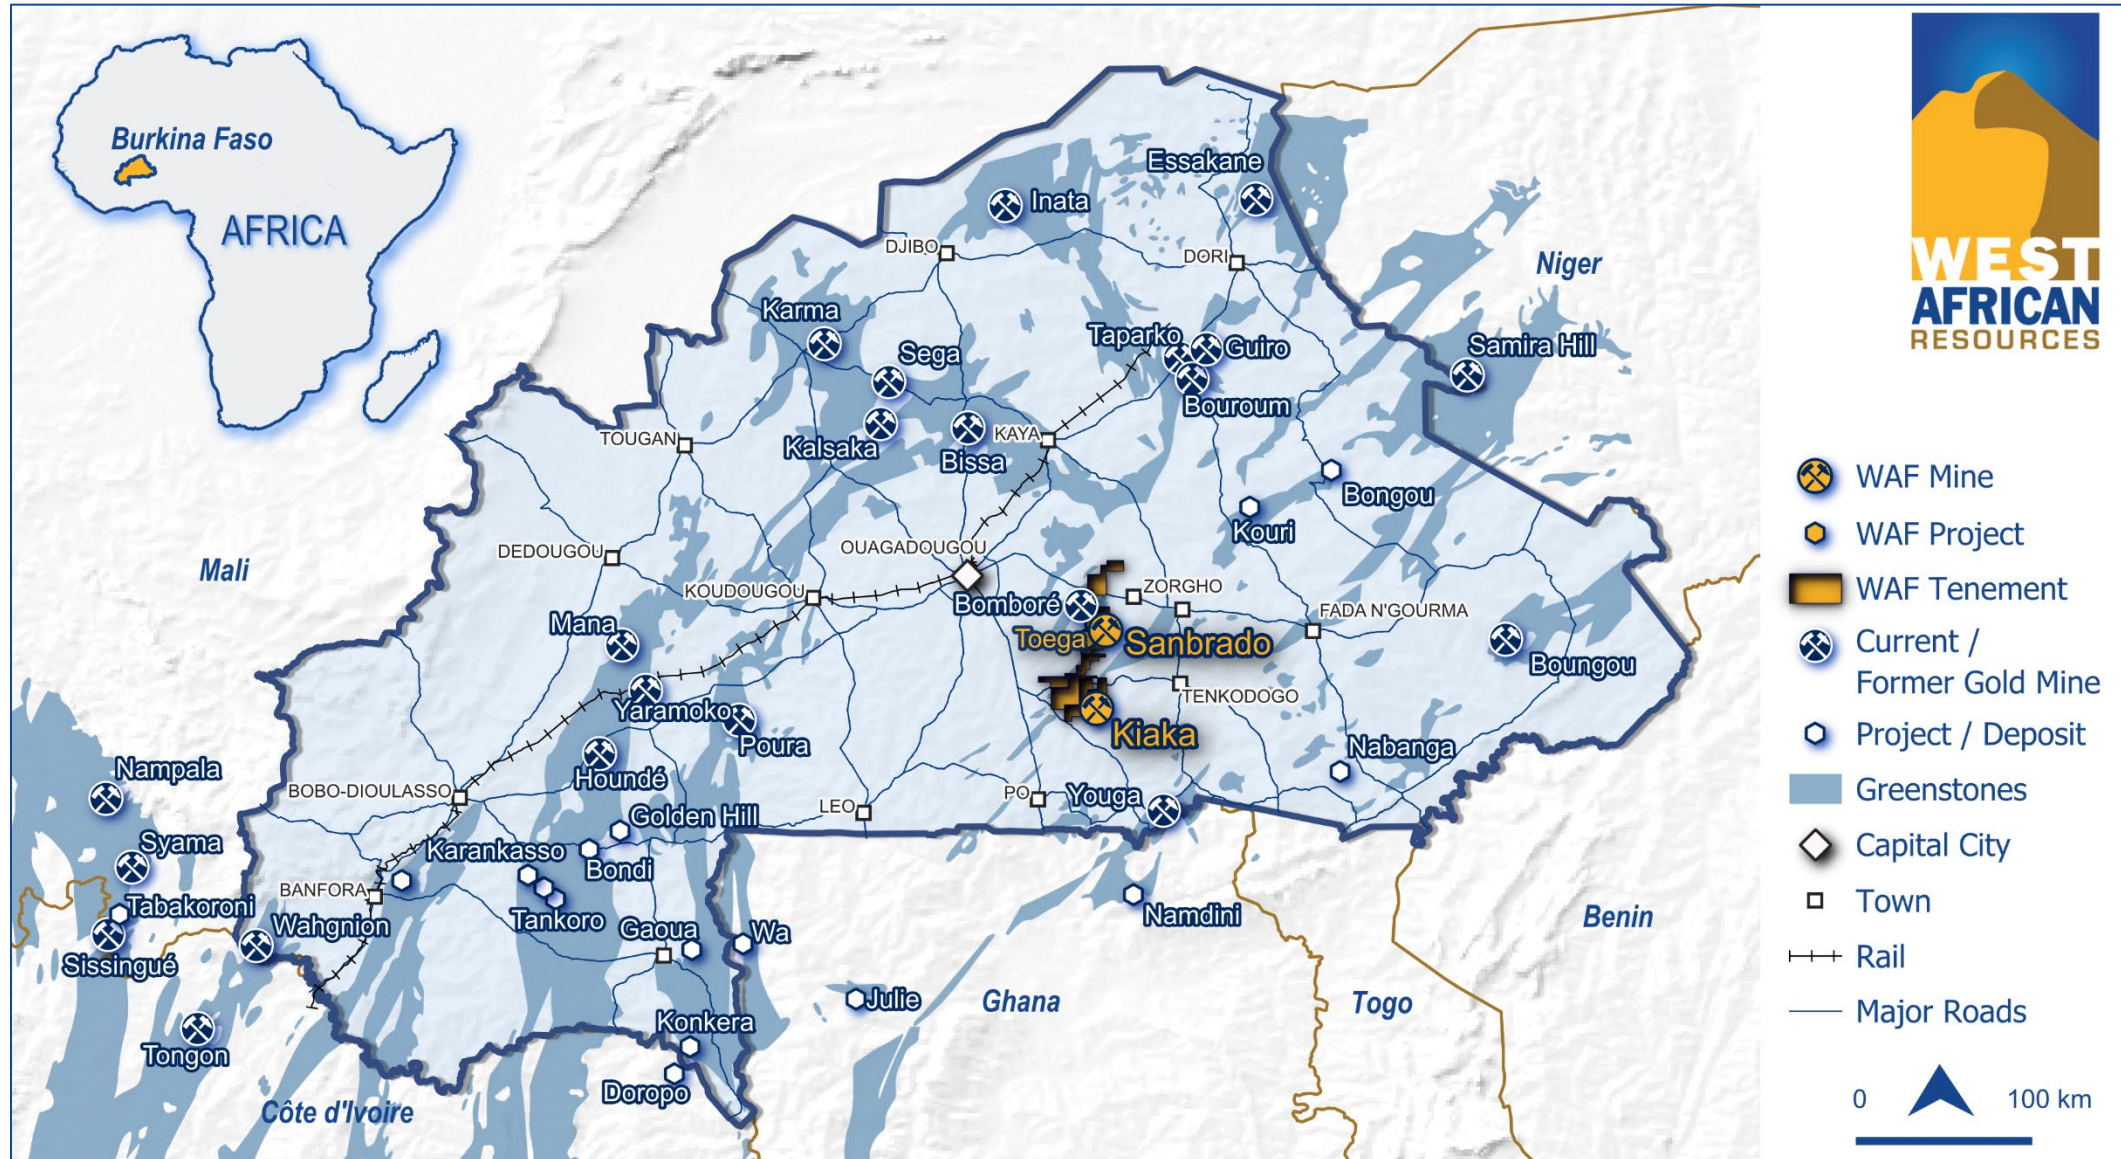 Burkina Faso
AFRICA
Essakane
Inata
DJIBO
DORI
Niger
Karma
Taparko
Guiro
Sega
Samira Hill
Bouroum
TOUGAN
Kalsaka
KAYA
Bissa
Bongou
Kouri
Mali
DEDOUGOU
OUAGADOUGOU
KOUDOUGOU
Bomboré
ZORGHO
FADA N'GOURMA
Mana
Toega
Sanbrado
Boungou
TENKODOGO
Yaramoko
Poura
Kiaka
Nabanga
Houndé
Nampala
BOBO-DIOULASSO
LEO
PO
Youga
Golden Hill
Syama
Karankasso
Bondi
BANFORA
Tabakoroni
Wahgnion
Tankoro
Gaoua
Wa
Namdini
Benin
Sissingué
Julie
Ghana
Togo
Konkera
Tongon
Doropo
Côte d'Ivoire
WEST
AFRICAN
RESOURCES
WAF Mine
WAF Project
WAF Tenement
Current /
Former Gold Mine
Project / Deposit
Greenstones
Capital City
Town
Rail
Major Roads
0 100 km